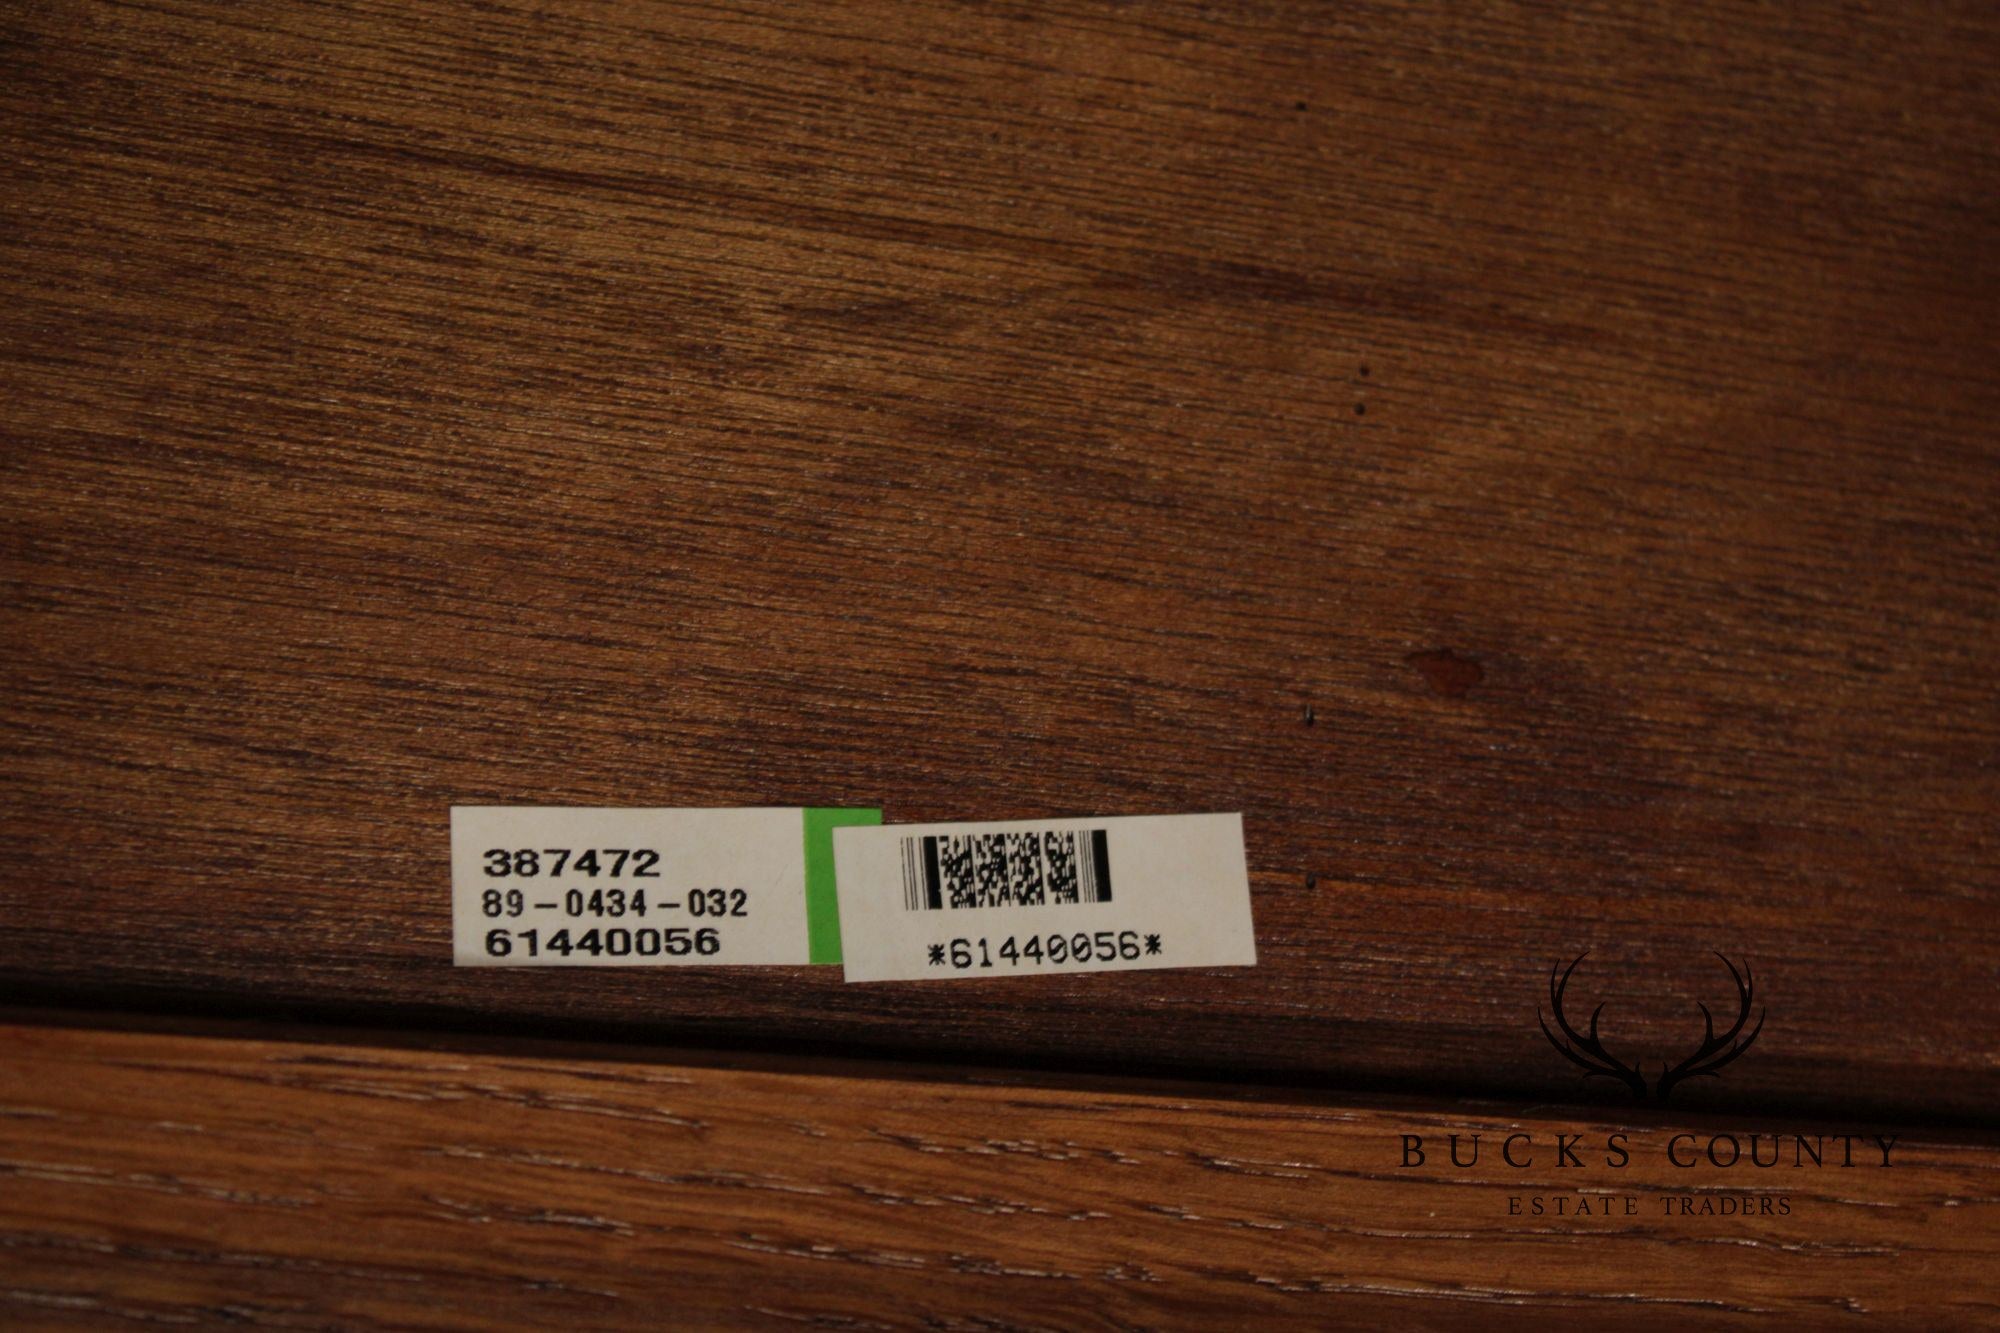 387472
89-0434-032
61440056
*61440056*
BUCKS COUNTY
ESTATE TRADERS